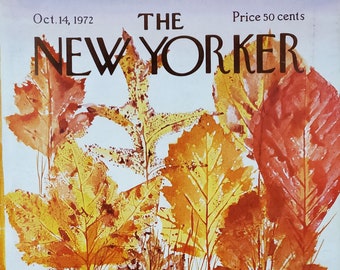 Oct. 14, 1972 THE Price 50 cents
NEW YORKER